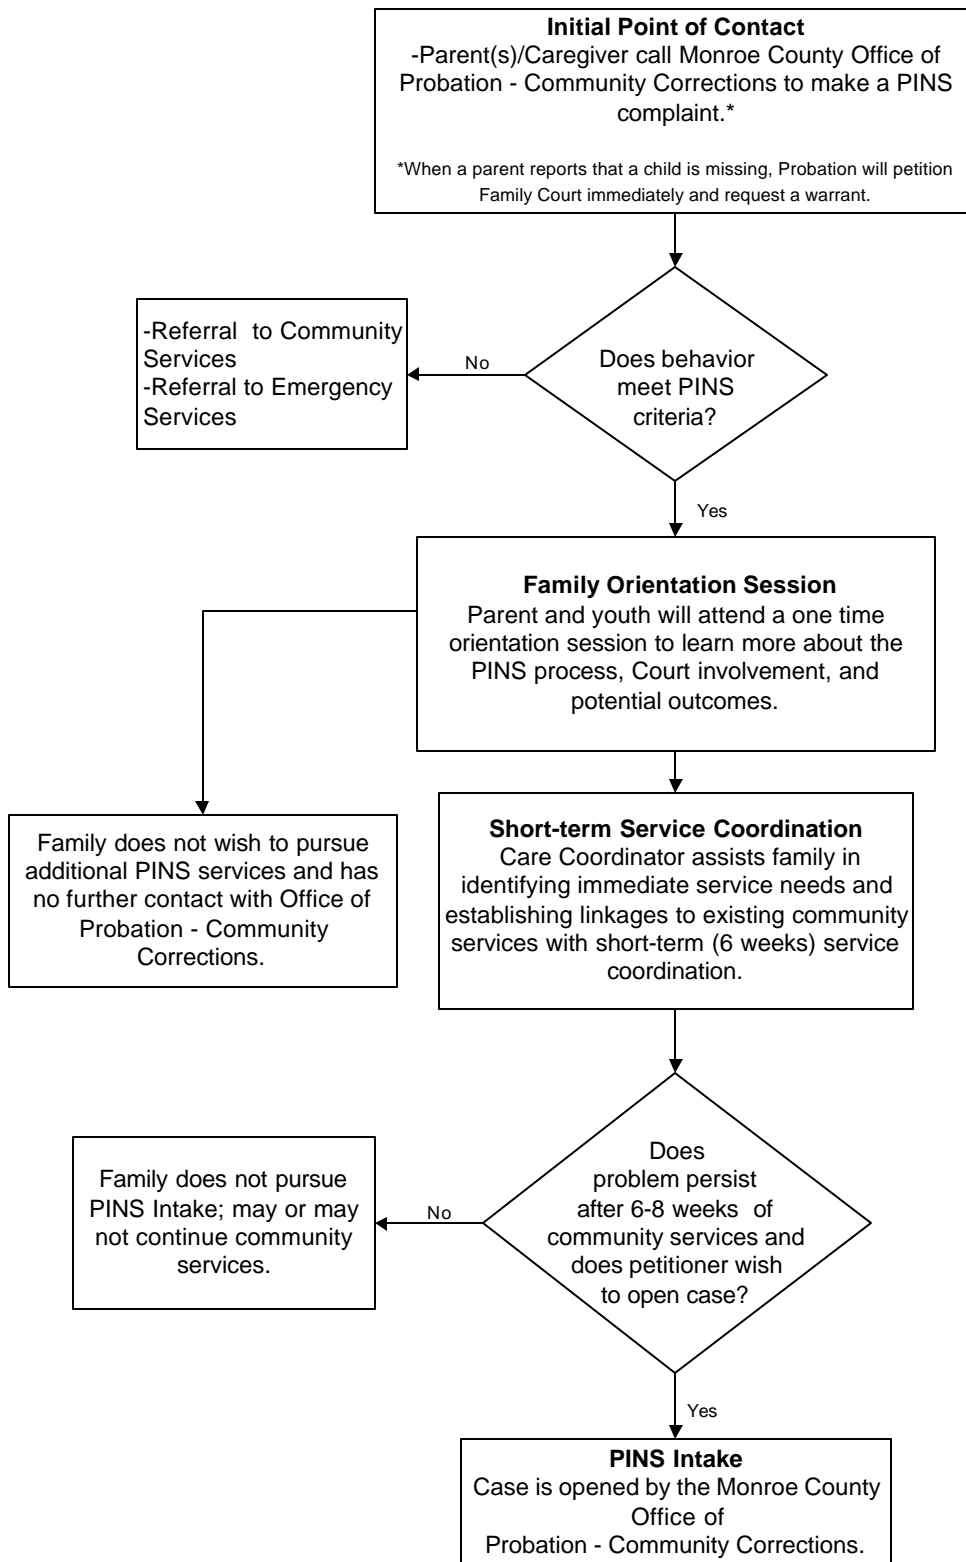 Initial Point of Contact
-Parent(s)/Caregiver call Monroe County Office of
Probation - Community Corrections to make a PINS
complaint.*
*When a parent reports that a child is missing, Probation will petition
Family Court immediately and request a warrant.
-Referral to Community
Services
-Referral to Emergency
Services
No
Does behavior
meet PINS
criteria?
Yes
Family Orientation Session
Parent and youth will attend a one time
orientation session to learn more about the
PINS process, Court involvement, and
potential outcomes.
Family does not wish to pursue
additional PINS services and has
no further contact with Office of
Probation - Community
Corrections.
Short-term Service Coordination
Care Coordinator assists family in
identifying immediate service needs and
establishing linkages to existing community
services with short-term (6 weeks) service
coordination.
Family does not pursue
PINS Intake; may or may
not continue community
services.
No
Does
problem persist
after 6-8 weeks of
community services and
does petitioner wish
to open case?
Yes
PINS Intake
Case is opened by the Monroe County
Office of
Probation - Community Corrections.